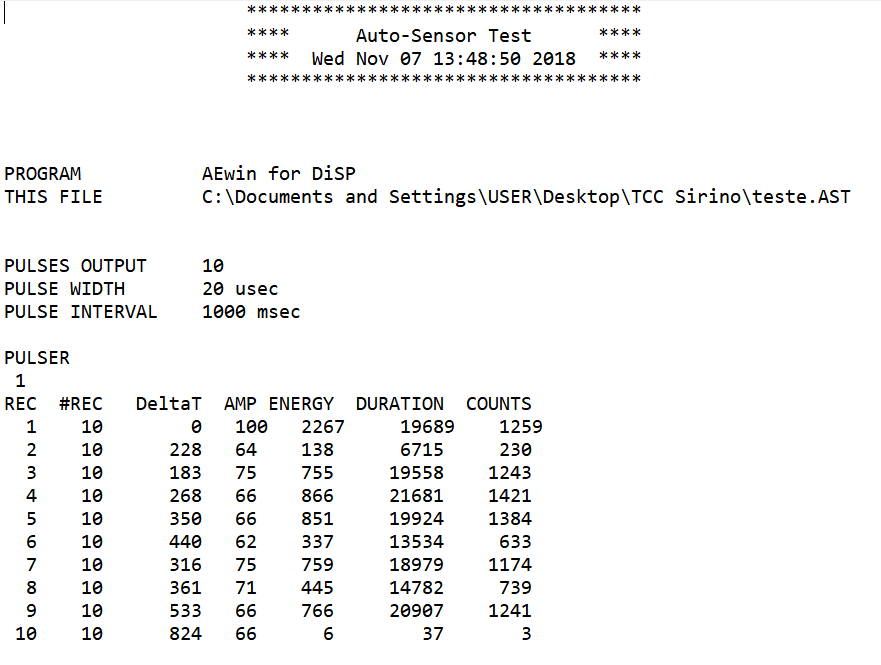 ************************************
****      Auto-Sensor Test      ****
****  Wed Nov 07 13:48:50 2018  ****
************************************
PROGRAM           AEwin for DiSP
THIS FILE         C:\Documents and Settings\USER\Desktop\TCC Sirino\teste.AST
PULSES OUTPUT     10
PULSE WIDTH       20 usec
PULSE INTERVAL    1000 msec
PULSER
 1
REC  #REC   DeltaT  AMP ENERGY  DURATION  COUNTS
  1    10        0   100   2267     19689    1259
  2    10      228   64    138      6715     230
  3    10      183   75    755     19558    1243
  4    10      268   66    866     21681    1421
  5    10      350   66    851     19924    1384
  6    10      440   62    337     13534     633
  7    10      316   75    759     18979    1174
  8    10      361   71    445     14782     739
  9    10      533   66    766     20907    1241
 10    10      824   66      6        37       3